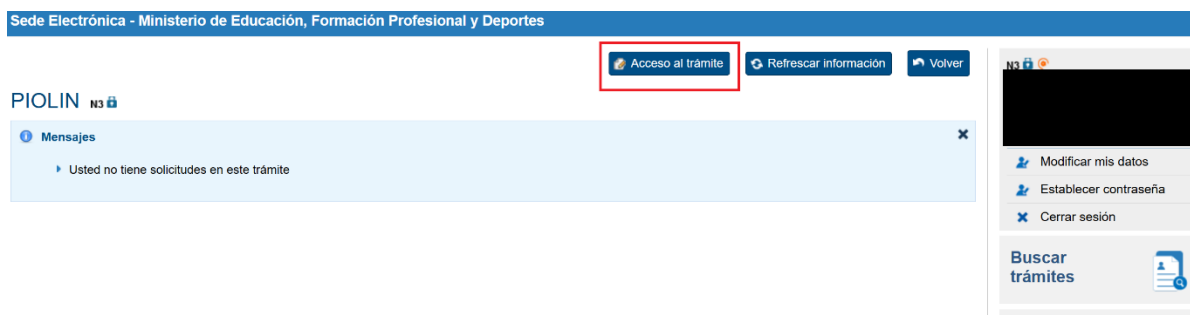 Sede Electrónica - Ministerio de Educación, Formación Profesional y Deportes
Acceso al trámite
Refrescar información
Volver
N3
PIOLIN N3
Mensajes
Usted no tiene solicitudes en este trámite
Modificar mis datos
Establecer contraseña
Cerrar sesión
Buscar
trámites